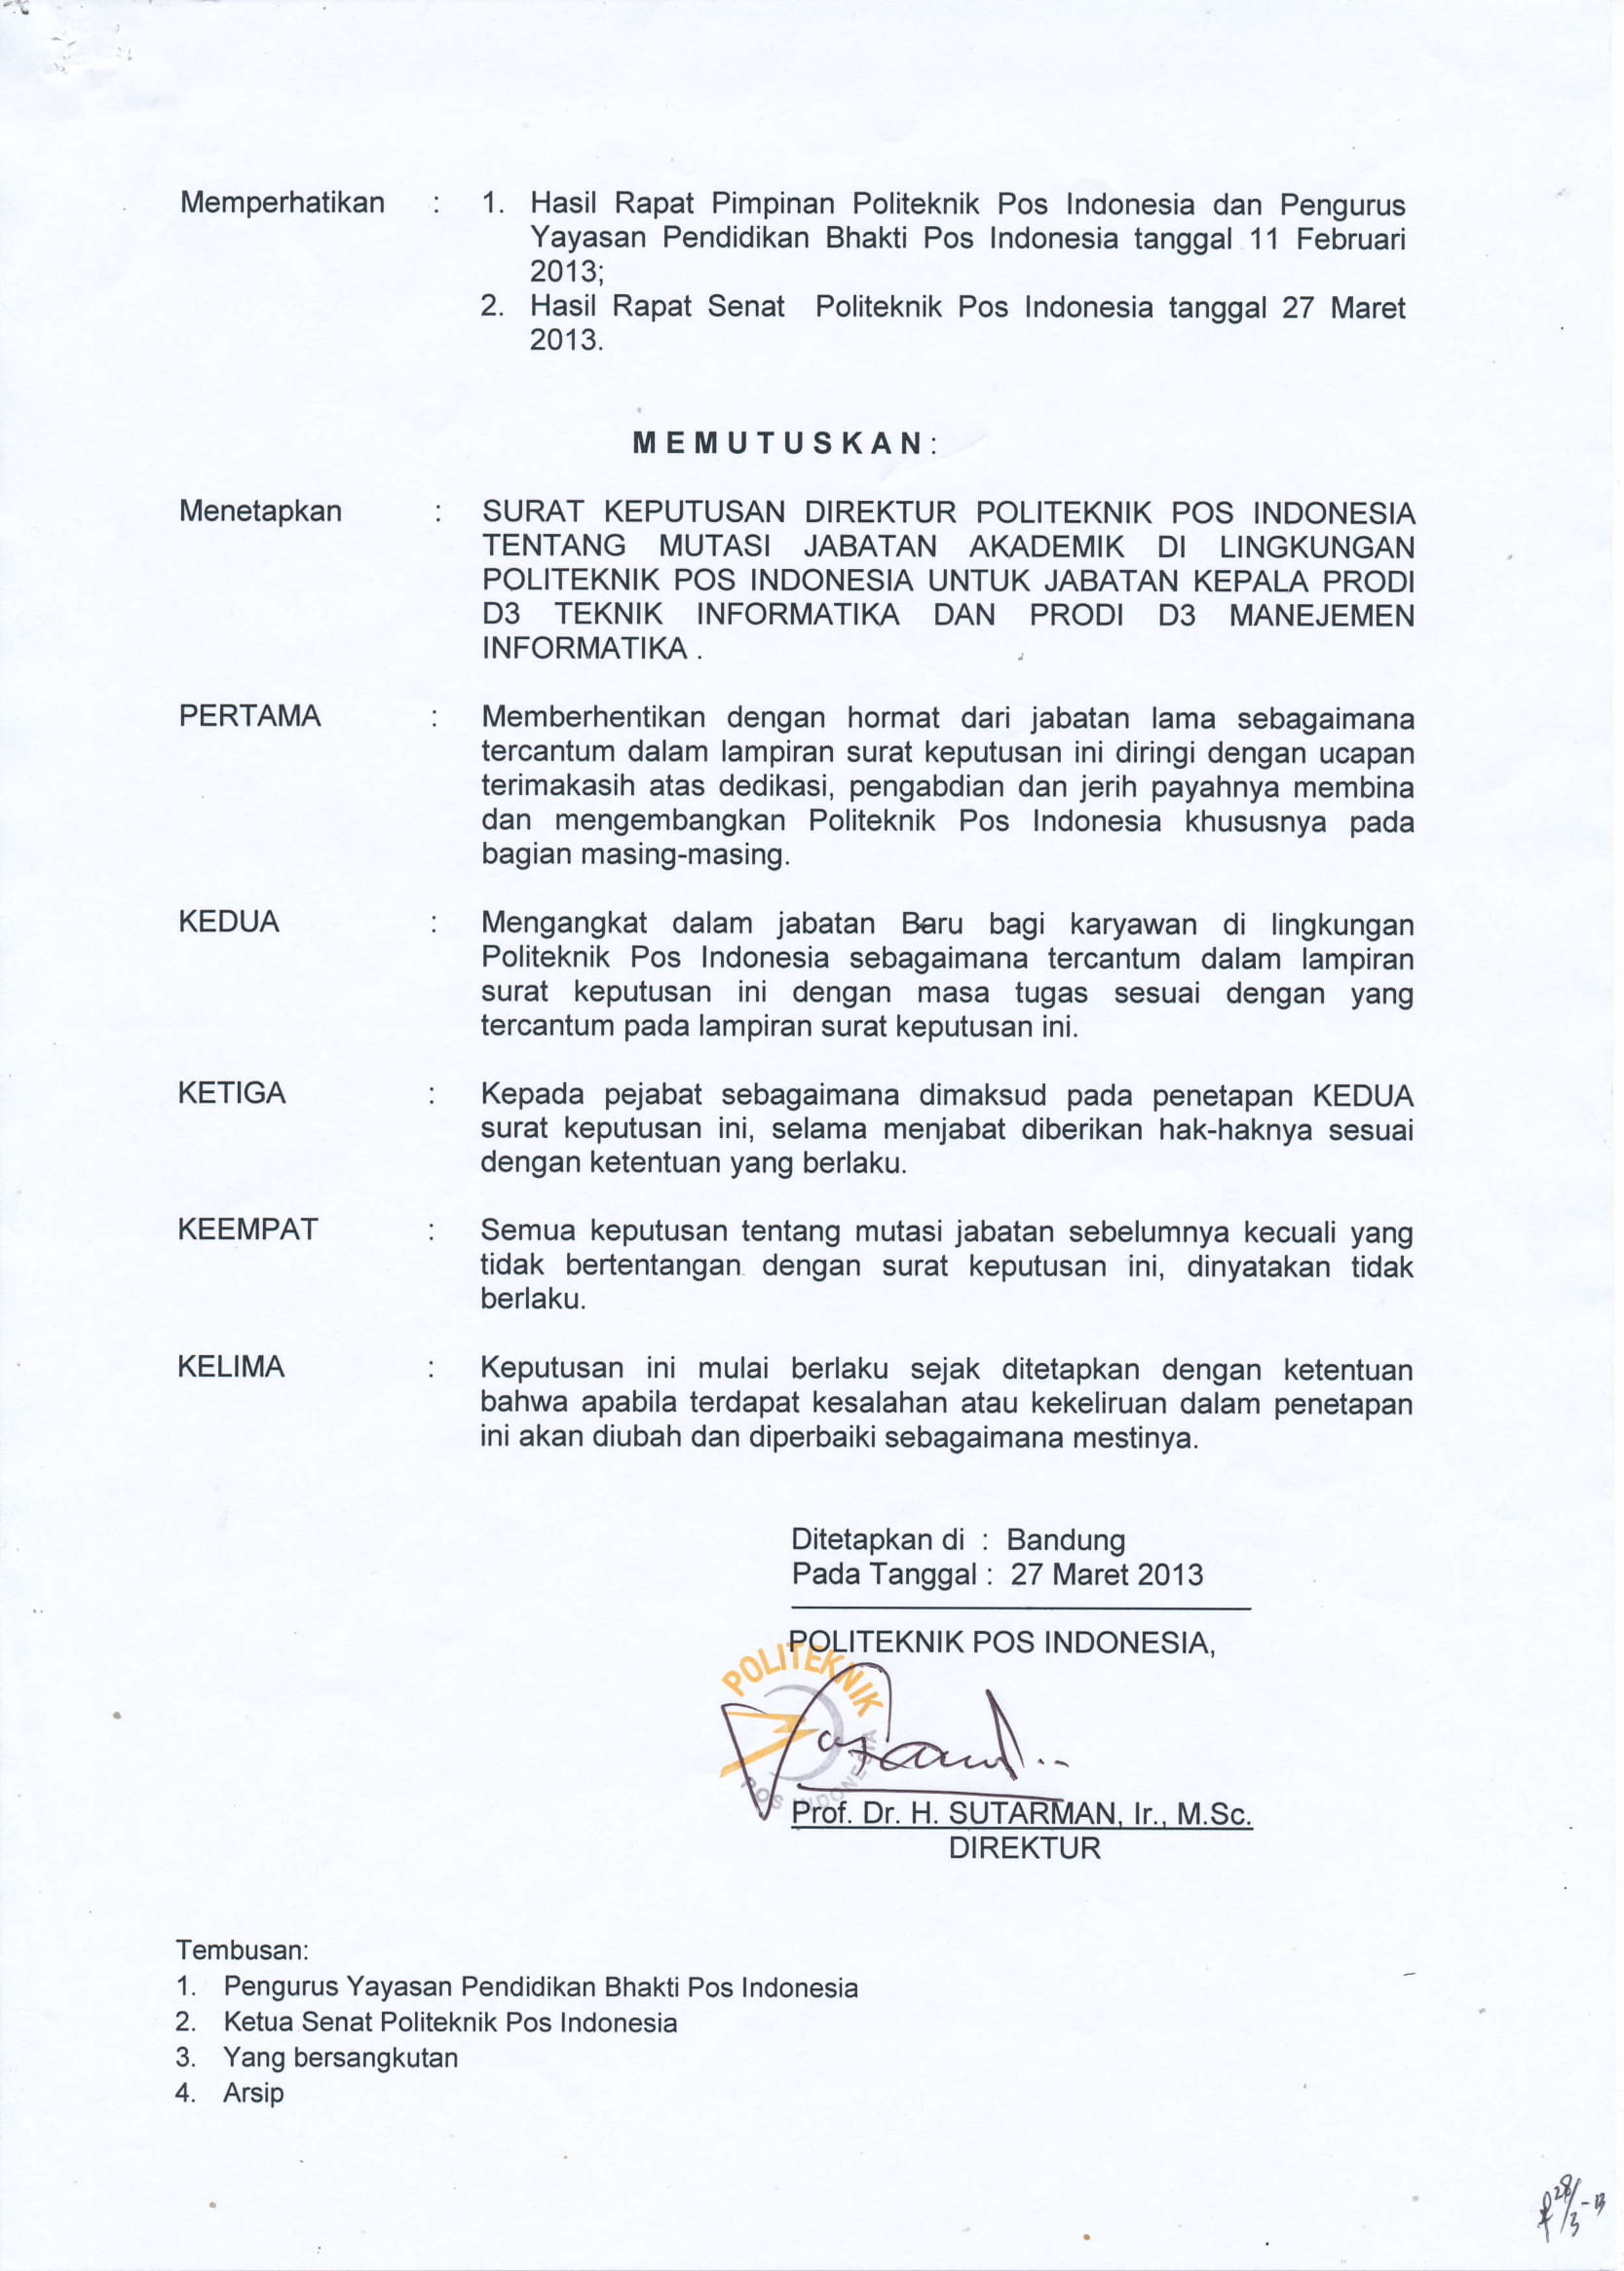 Memperhatikan : 1. Hasil Rapat Pimpinan Politeknik Pos Indonesia dan Pengurus
Yayasan Pendidikan Bhakti Pos Indonesia tanggal 11 Februari
2013;
2. Hasil Rapat Senat Politeknik Pos Indonesia tanggal 27 Maret
2013.
MEMUTUSKAN:
Menetapkan : SURAT KEPUTUSAN DIREKTUR POLITEKNIK POS INDONESIA
TENTANG MUTASI JABATAN AKADEMIK DI LINGKUNGAN
POLITEKNIK POS INDONESIA UNTUK JABATAN KEPALA PRODI
D3 TEKNIK INFORMATIKA DAN PRODI D3 MANEJEMEN
INFORMATIKA .
PERTAMA : Memberhentikan dengan hormat dari jabatan lama sebagaimana
tercantum dalam lampiran surat keputusan ini diringi dengan ucapan
terimakasih atas dedikasi, pengabdian dan jerih payahnya membina
dan mengembangkan Politeknik Pos Indonesia khususnya pada
bagian masing-masing.
KEDUA : Mengangkat dalam jabatan Baru bagi karyawan di lingkungan
Politeknik Pos Indonesia sebagaimana tercantum dalam lampiran
surat keputusan ini dengan masa tugas sesuai dengan yang
tercantum pada lampiran surat keputusan ini.
KETIGA : Kepada pejabat sebagaimana dimaksud pada penetapan KEDUA
surat keputusan ini, selama menjabat diberikan hak-haknya sesuai
dengan ketentuan yang berlaku.
KEEMPAT : Semua keputusan tentang mutasi jabatan sebelumnya kecuali yang
tidak bertentangan dengan surat keputusan ini, dinyatakan tidak
berlaku.
KELIMA : Keputusan ini mulai berlaku sejak ditetapkan dengan ketentuan
bahwa apabila terdapat kesalahan atau kekeliruan dalam penetapan
ini akan diubah dan diperbaiki sebagaimana mestinya.
Ditetapkan di : Bandung
Pada Tanggal : 27 Maret 2013
POLITEKNIK POS INDONESIA,
POLITEKNIK
POS INDONESIA
Prof. Dr. H. SUTARMAN, Ir., M.Sc.
DIREKTUR
Tembusan:
1. Pengurus Yayasan Pendidikan Bhakti Pos Indonesia
2. Ketua Senat Politeknik Pos Indonesia
3. Yang bersangkutan
4. Arsip
28/3-13